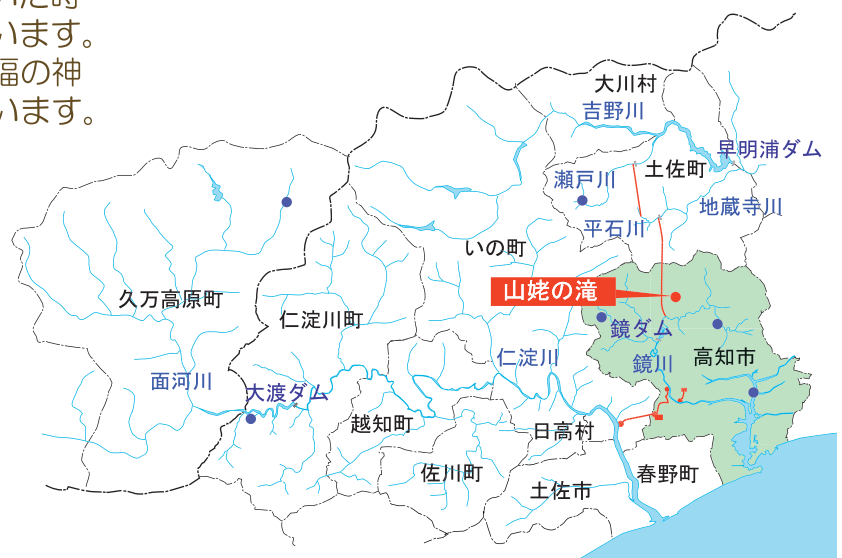 いた時
います。
福の神
います。
大川村
吉野川
早明浦ダム
土佐町
瀬戸川
地蔵寺川
平石川
いの町
山姥の滝
久万高原町
仁淀川町
鏡ダム
仁淀川
高知市
鏡川
面河川
大渡ダム
越知町
日高村
佐川町
春野町
土佐市